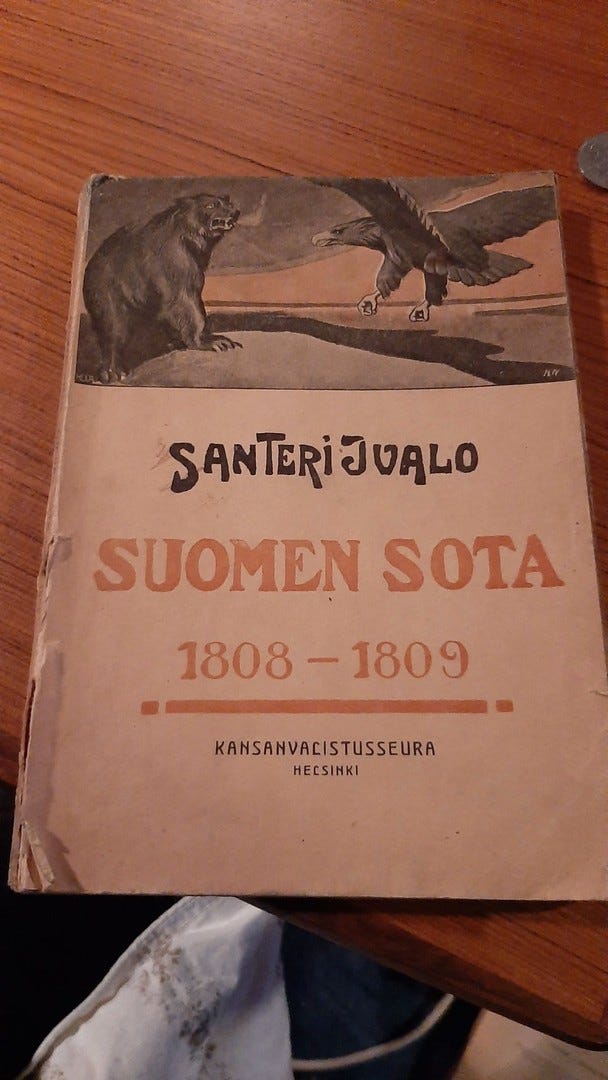 SANTERI IVALO
SUOMEN SOTA
1808 – 1809
KANSANVALISTUSSEURA
HELSINKI